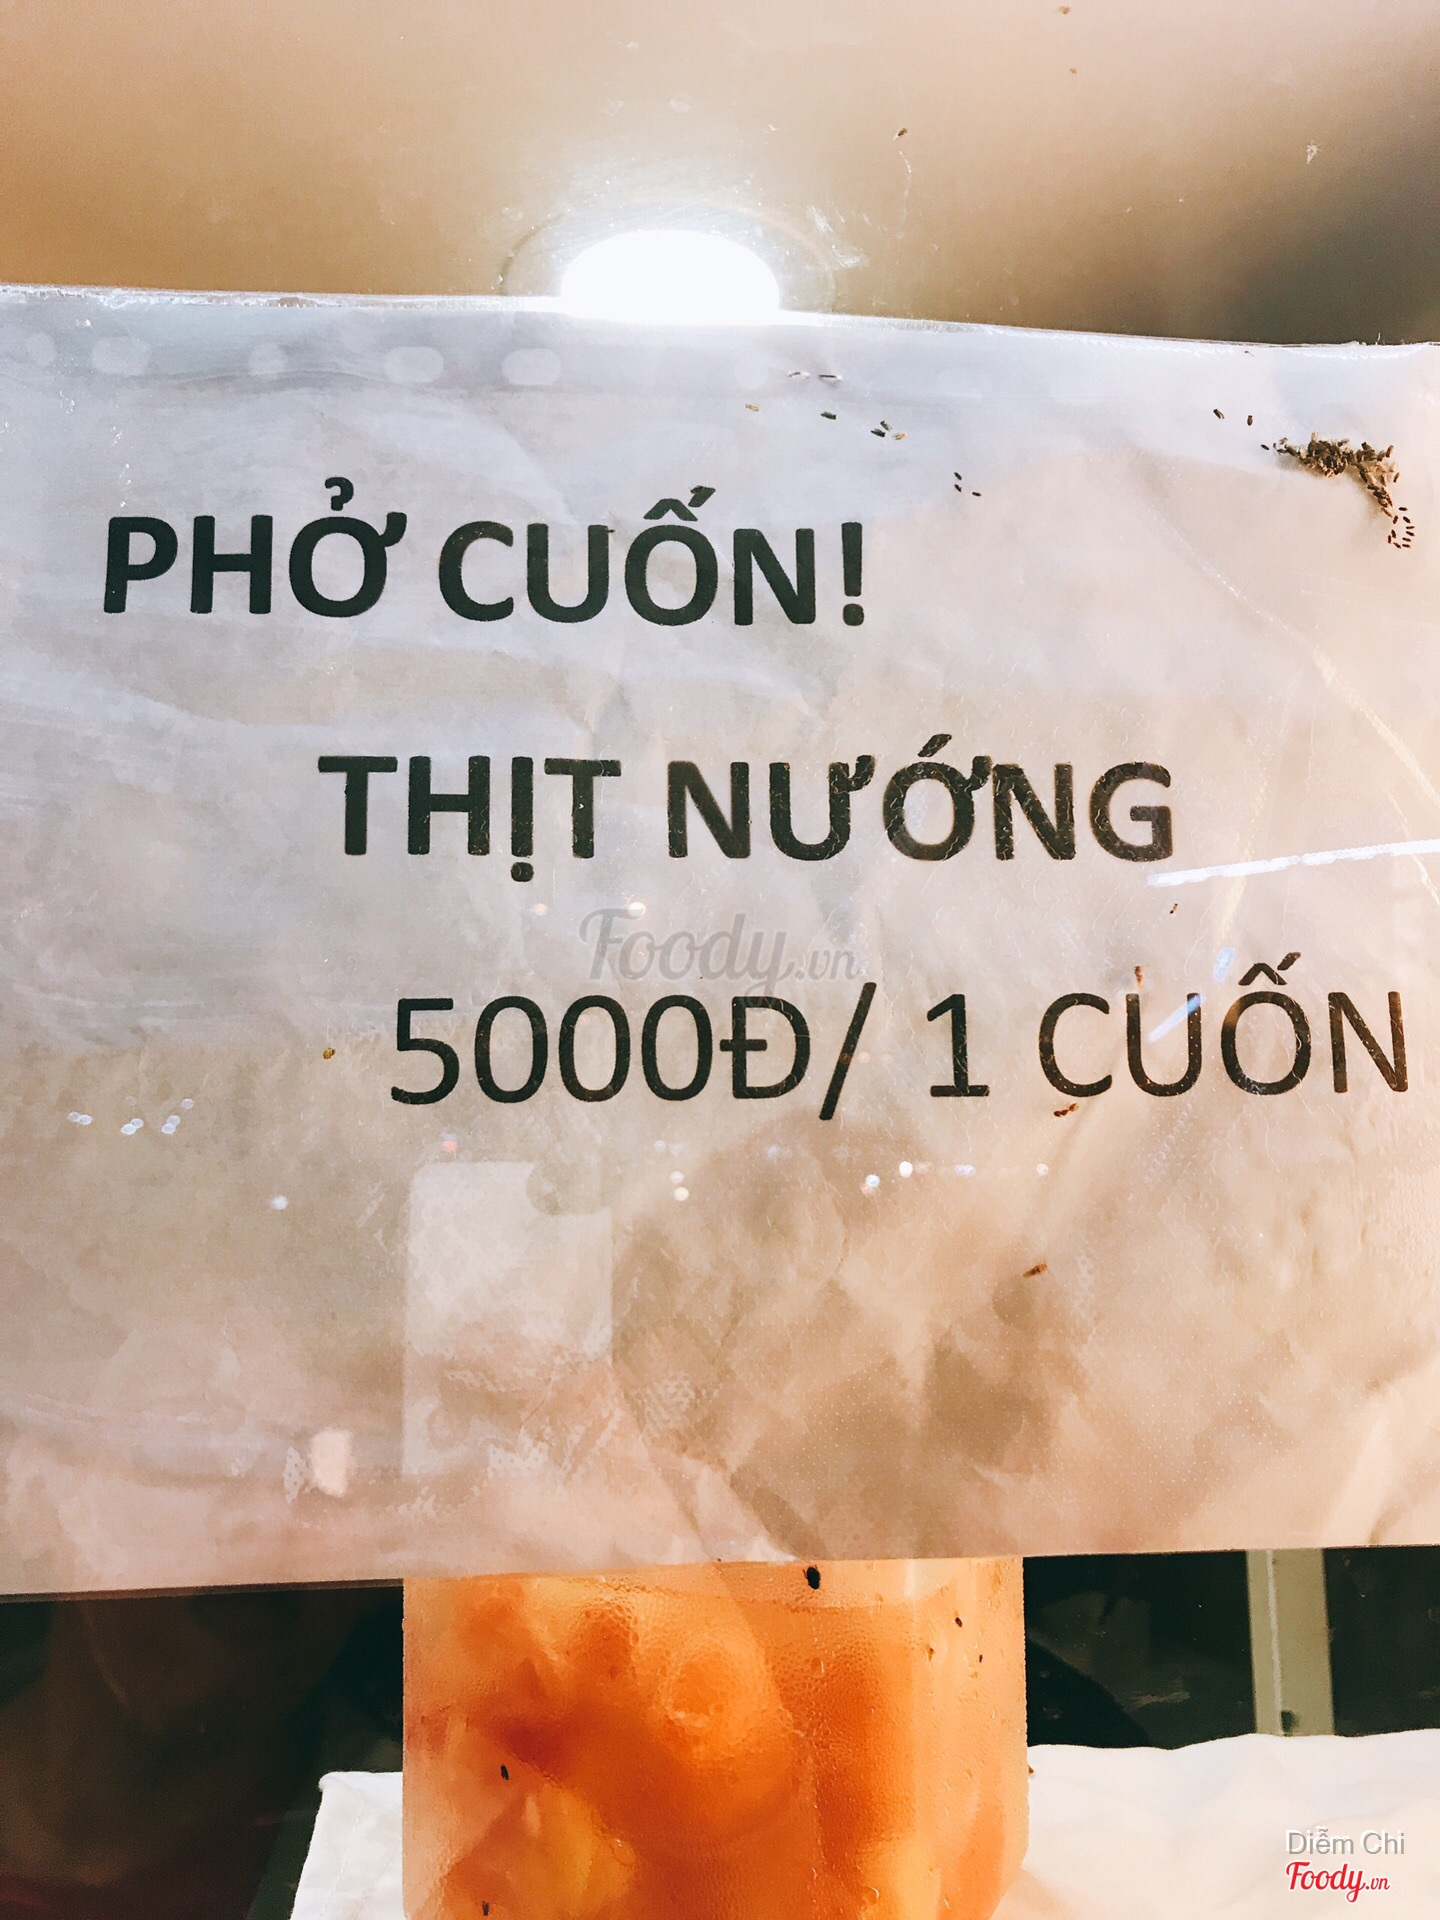 PHỞ CUỐN!
THỊT NƯỚNG
Foody.vn
5000Đ/ 1 CUỐN
Diễm Chi
Foody.vn